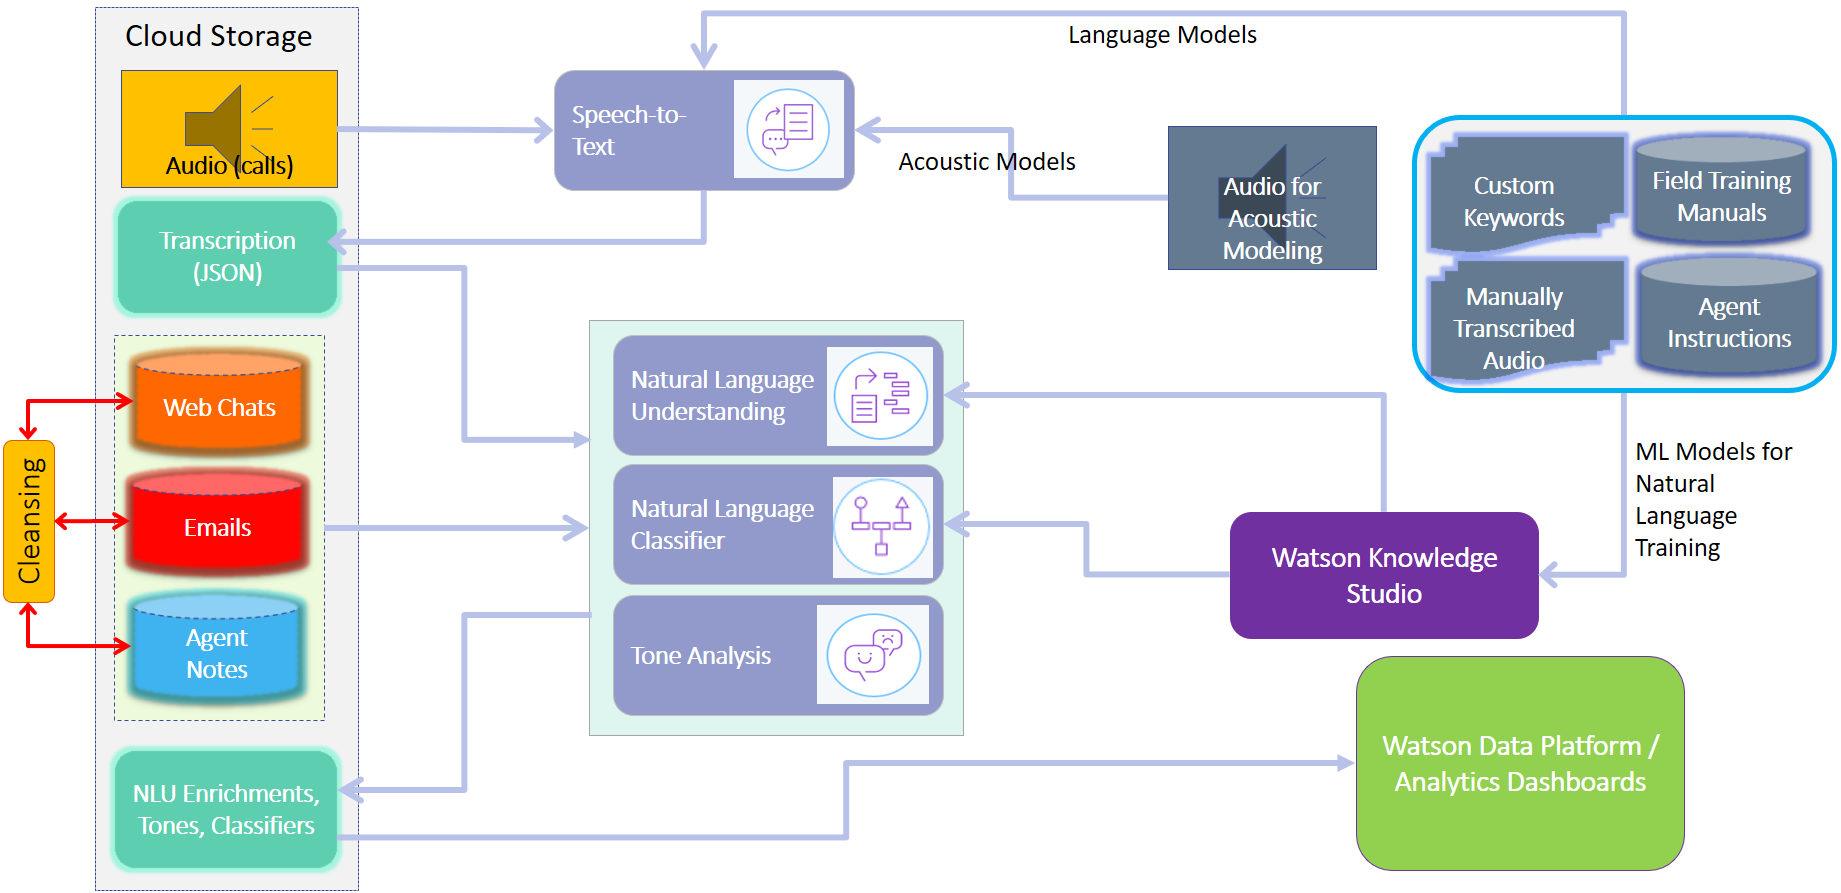 Cloud Storage
Audio (calls)
Transcription
(JSON)
Web Chats
Emails
Agent
Notes
Cleansing
NLU Enrichments,
Tones, Classifiers
Speech-to-
Text
Language Models
Acoustic Models
Audio for
Acoustic
Modeling
Custom
Keywords
Field Training
Manuals
Manually
Transcribed
Audio
Agent
Instructions
Natural Language
Understanding
Natural Language
Classifier
Tone Analysis
ML Models for
Natural
Language
Training
Watson Knowledge
Studio
Watson Data Platform /
Analytics Dashboards